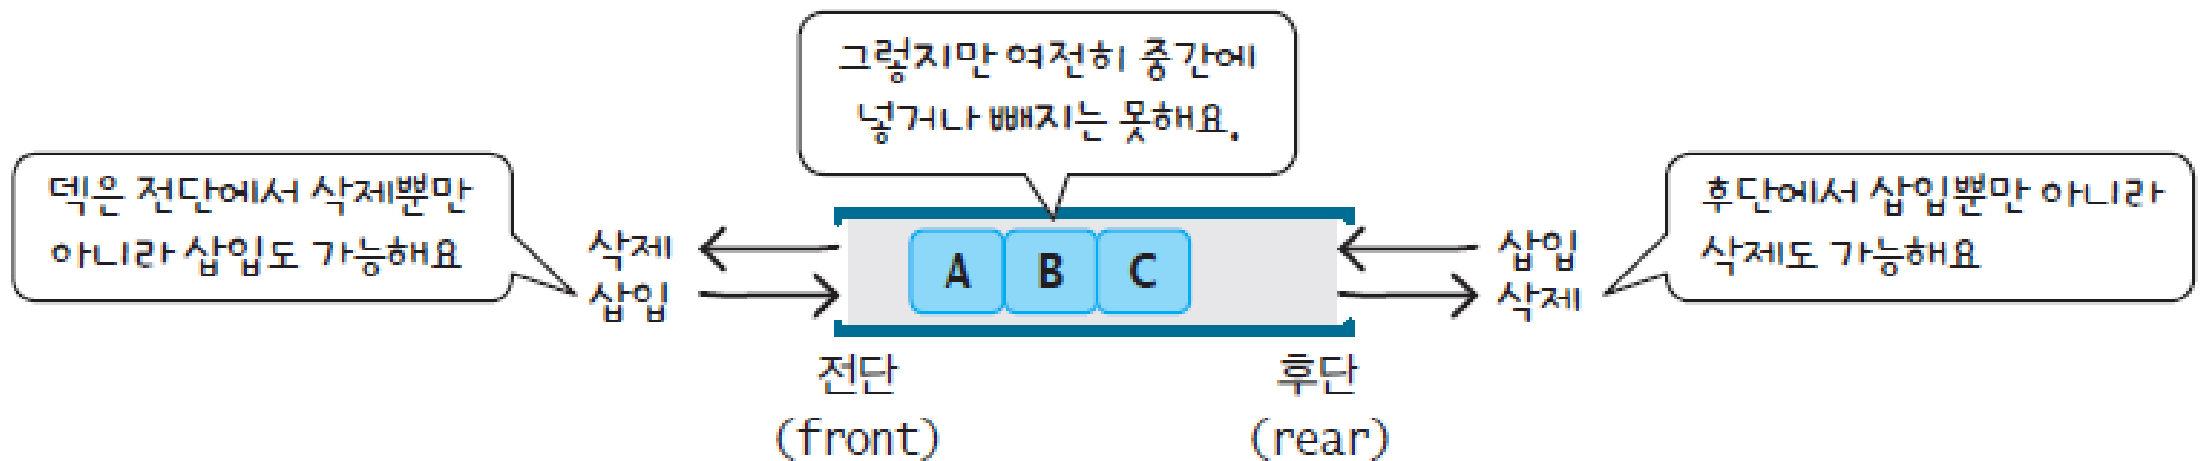 그렇지만 여전히 중간에
넣거나 빼지는 못해요.
덱은 전단에서 삭제뿐만
아니라 삽입도 가능해요
후단에서 삽입뿐만 아니라
삭제도 가능해요
삭제
삽입
A B C
삽입
삭제
전단
(front)
후단
(rear)